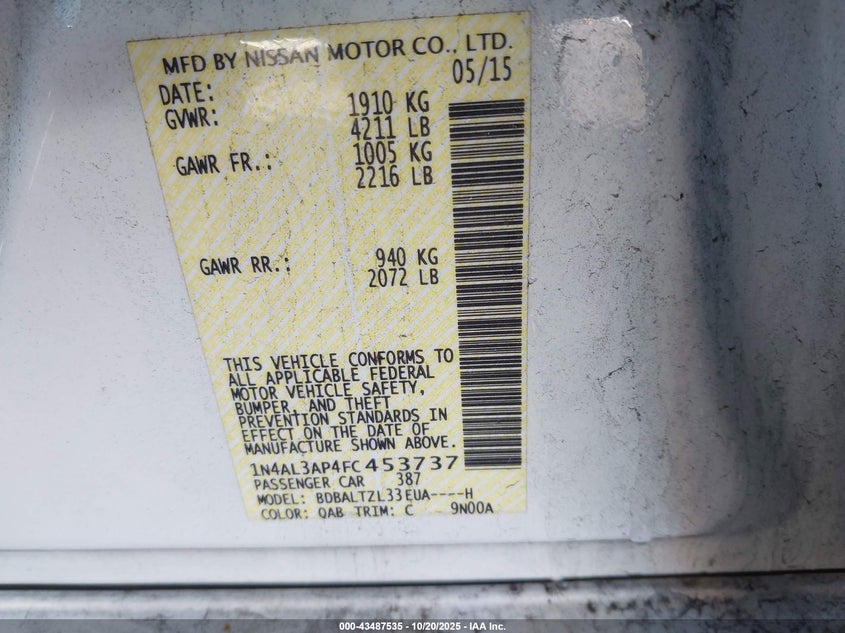 MFD BY NISSAN MOTOR CO., LTD.
DATE: 05/15
GVWR: 1910 KG
4211 LB
GAWR FR.: 1005 KG
2216 LB
GAWR RR.: 940 KG
2072 LB
THIS VEHICLE CONFORMS TO
ALL APPLICABLE FEDERAL
MOTOR VEHICLE SAFETY,
BUMPER, AND THEFT
PREVENTION STANDARDS IN
EFFECT ON THE DATE OF
MANUFACTURE SHOWN ABOVE.
1N4AL3AP4FC453737
PASSENGER CAR 387
MODEL: BDBALTZL33EUA----H
COLOR: QAB TRIM: C 9N00A
000-43487535 - 10/20/2025 - IAA Inc.